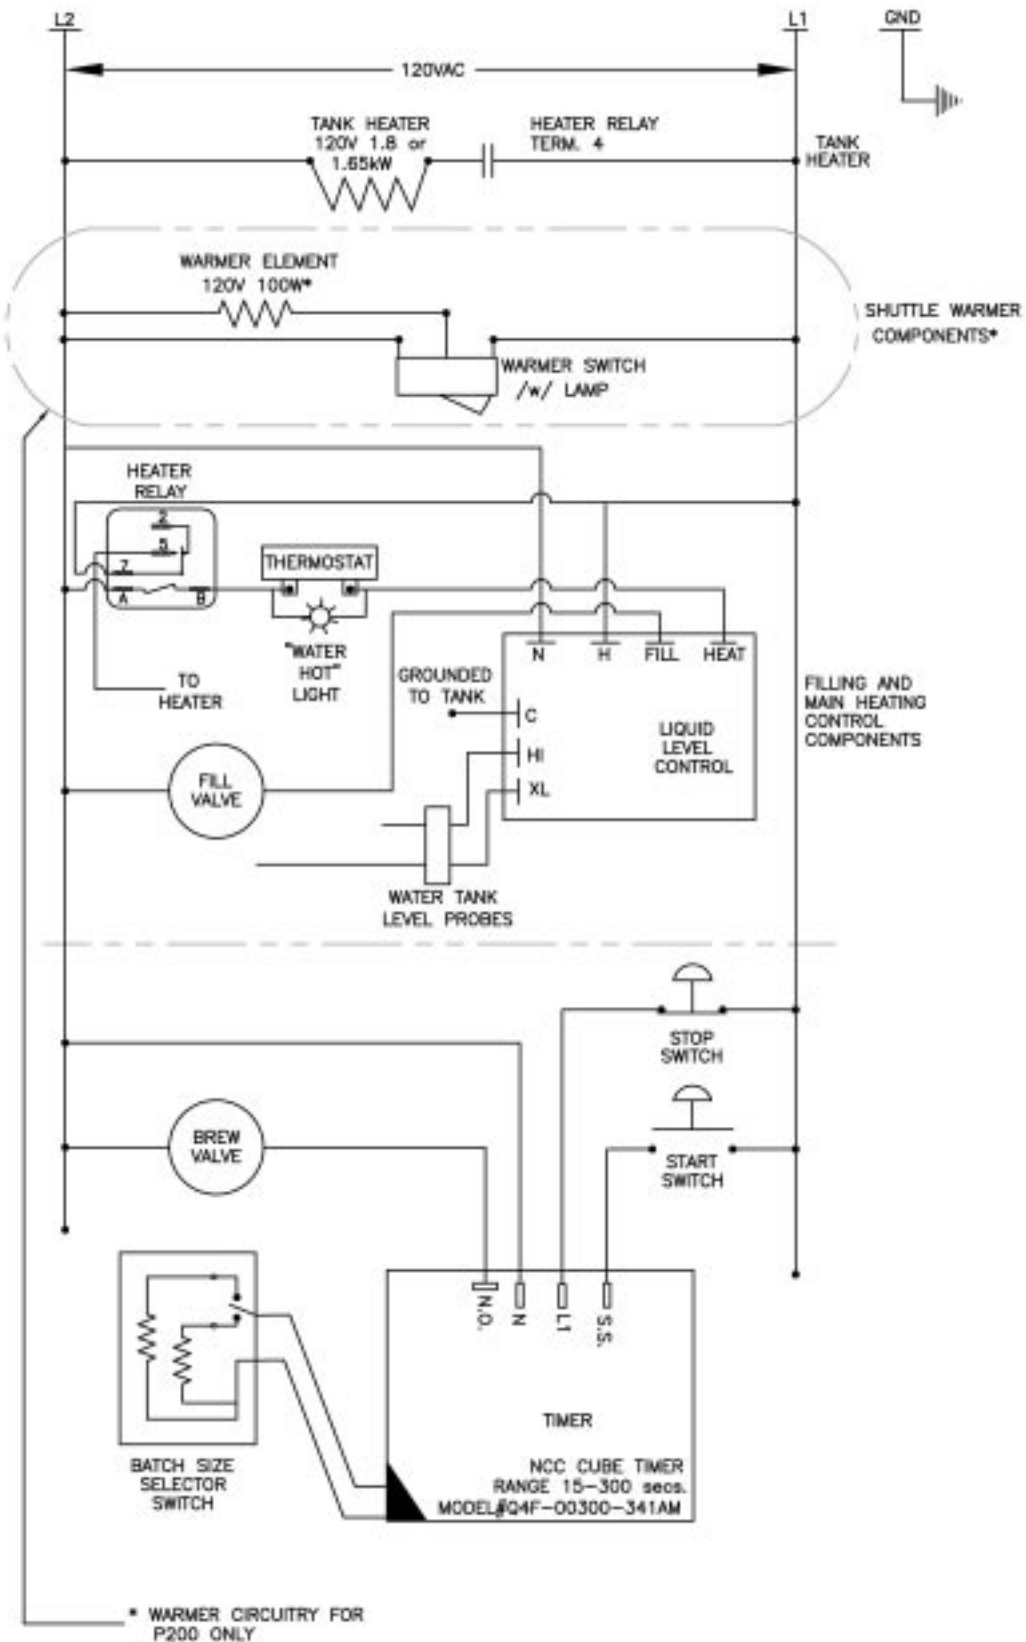 L2
L1
GND
120VAC
TANK HEATER
120V 1.8 or
1.65kW
HEATER RELAY
TERM. 4
TANK
HEATER
WARMER ELEMENT
120V 100W*
SHUTTLE WARMER
COMPONENTS*
WARMER SWITCH
/w/ LAMP
HEATER
RELAY
2
5
7
A
B
THERMOSTAT
"WATER
HOT"
LIGHT
TO
HEATER
N
H
FILL
HEAT
GROUNDED
TO TANK
C
HI
XL
LIQUID
LEVEL
CONTROL
FILLING AND
MAIN HEATING
CONTROL
COMPONENTS
FILL
VALVE
WATER TANK
LEVEL PROBES
STOP
SWITCH
BREW
VALVE
START
SWITCH
N.O.
N
L1
S.S.
TIMER
NCC CUBE TIMER
RANGE 15-300 secs.
MODEL#Q4F-00300-341AM
BATCH SIZE
SELECTOR
SWITCH
* WARMER CIRCUITRY FOR
P200 ONLY